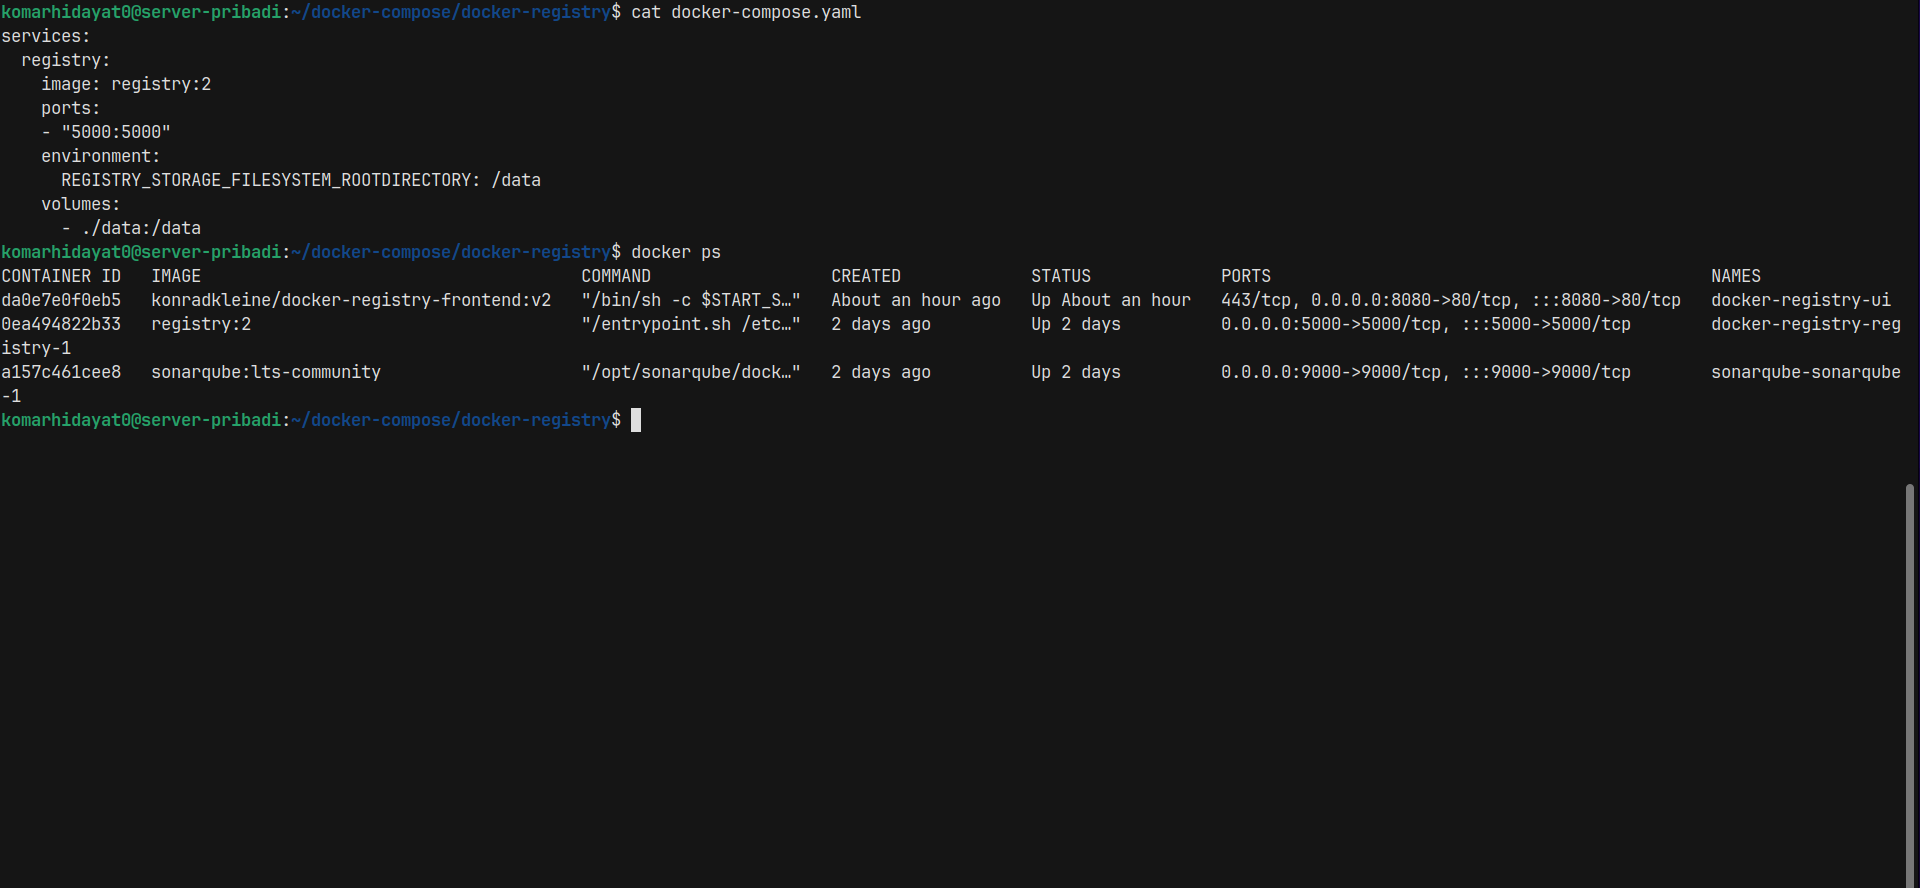 komarhidayat0@server-pribadi:~/docker-compose/docker-registry$ cat docker-compose.yaml
services:
  registry:
    image: registry:2
    ports:
    - "5000:5000"
    environment:
      REGISTRY_STORAGE_FILESYSTEM_ROOTDIRECTORY: /data
    volumes:
      - ./data:/data
komarhidayat0@server-pribadi:~/docker-compose/docker-registry$ docker ps
CONTAINER ID   IMAGE                                      COMMAND                  CREATED             STATUS             PORTS                                            NAMES
da0e7e0f0eb5   konradkleine/docker-registry-frontend:v2   "/bin/sh -c $START_S…"   About an hour ago   Up About an hour   443/tcp, 0.0.0.0:8080->80/tcp, :::8080->80/tcp   docker-registry-ui
0ea494822b33   registry:2                                 "/entrypoint.sh /etc…"   2 days ago          Up 2 days          0.0.0.0:5000->5000/tcp, :::5000->5000/tcp        docker-registry-reg
istry-1
a157c461cee8   sonarqube:lts-community                    "/opt/sonarqube/dock…"   2 days ago          Up 2 days          0.0.0.0:9000->9000/tcp, :::9000->9000/tcp        sonarqube-sonarqube
-1
komarhidayat0@server-pribadi:~/docker-compose/docker-registry$